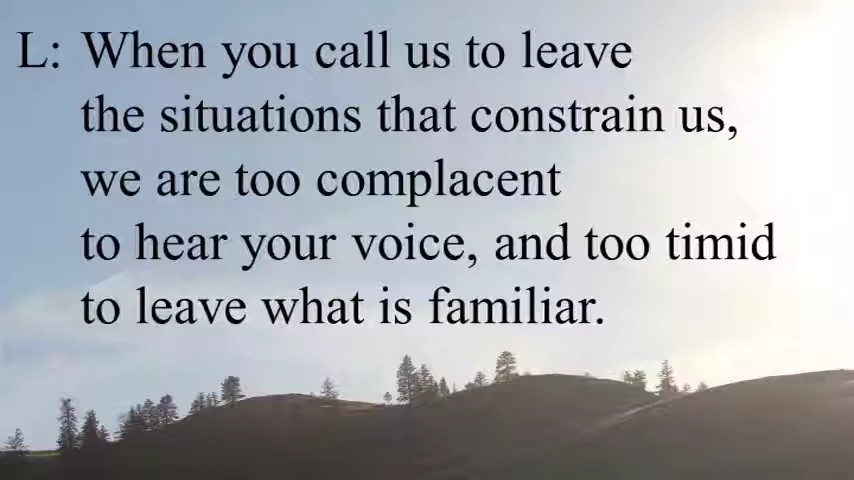 L: When you call us to leave
the situations that constrain us,
we are too complacent
to hear your voice, and too timid
to leave what is familiar.